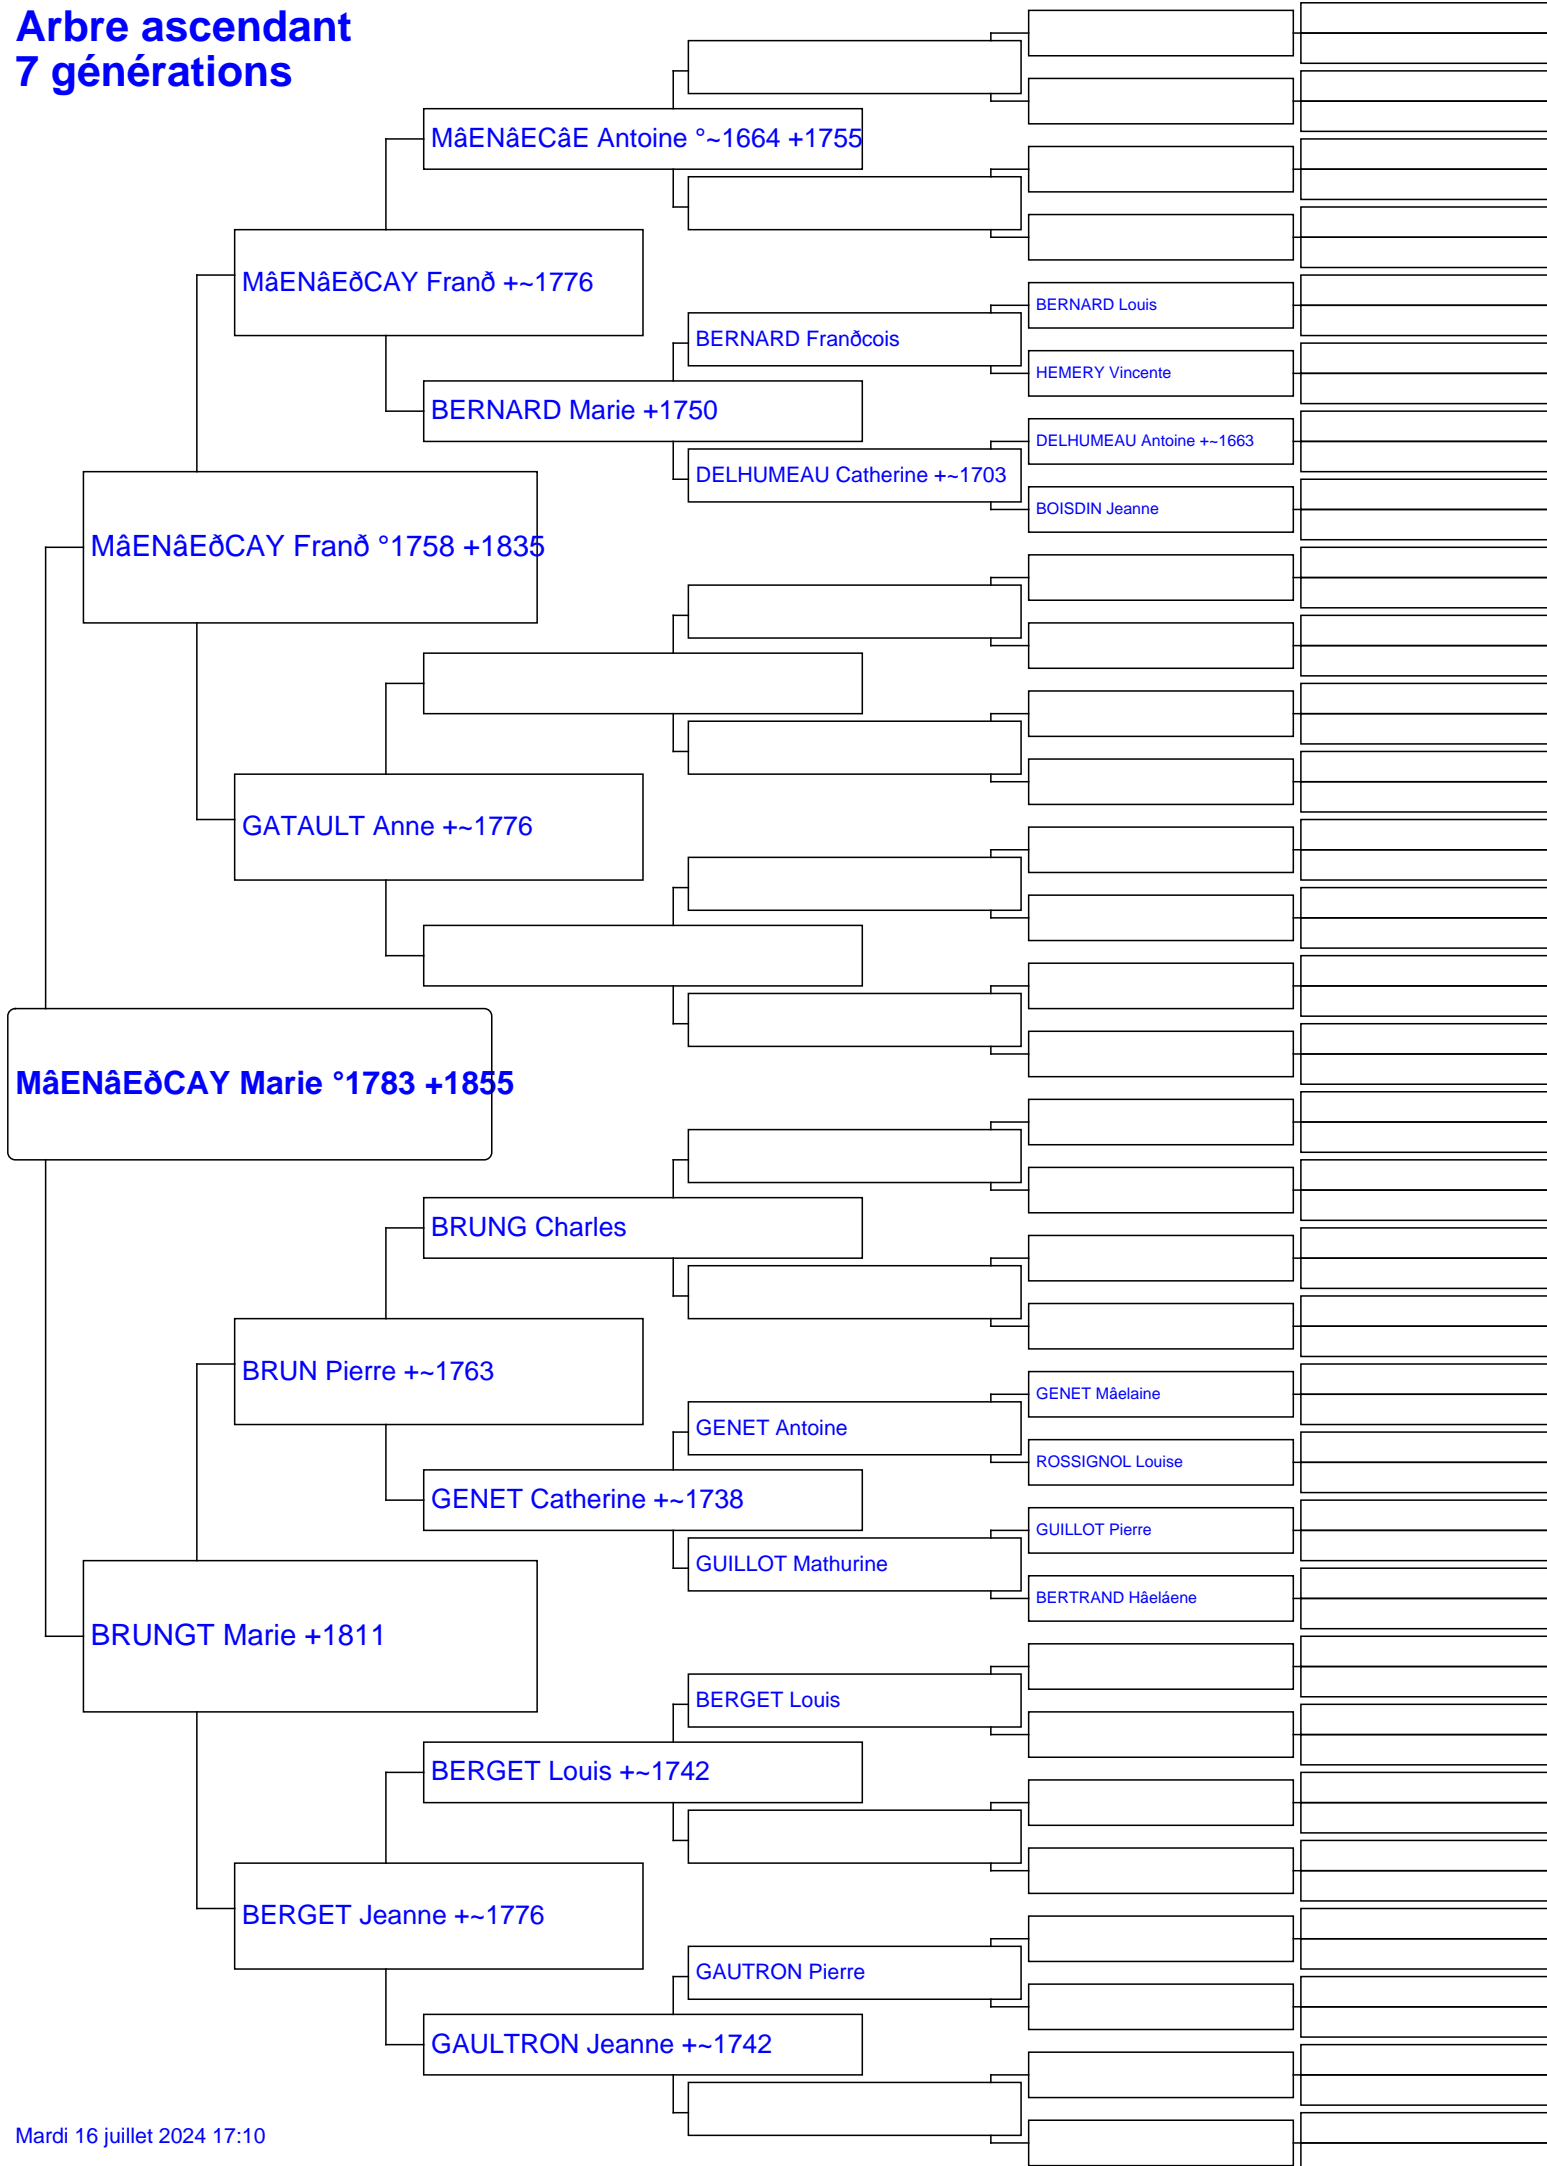 Arbre ascendant
7 générations
MâENâECâE Antoine °~1664 +1755
MâENâEðCAY Franð +~1776
BERNARD Louis
BERNARD Franðcois
HEMERY Vincente
BERNARD Marie +1750
DELHUMEAU Antoine +~1663
DELHUMEAU Catherine +~1703
BOISDIN Jeanne
MâENâEðCAY Franð °1758 +1835
GATAULT Anne +~1776
MâENâEðCAY Marie °1783 +1855
BRUNG Charles
BRUN Pierre +~1763
GENET Mâelaine
GENET Antoine
ROSSIGNOL Louise
GENET Catherine +~1738
GUILLOT Pierre
GUILLOT Mathurine
BERTRAND Hâeláene
BRUNGT Marie +1811
BERGET Louis
BERGET Louis +~1742
BERGET Jeanne +~1776
GAUTRON Pierre
GAULTRON Jeanne +~1742
Mardi 16 juillet 2024 17:10